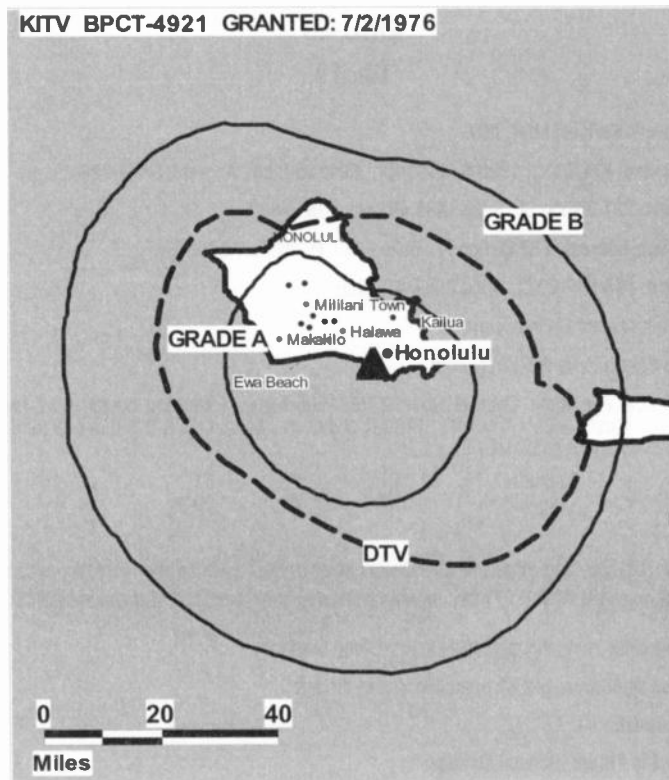 KITV BPCT-4921 GRANTED: 7/2/1976
GRADE B
HONOLULU
Mililani Town
Kailua
GRADE A
Makakilo
Halawa
Honolulu
Ewa Beach
DTV
0 20 40
Miles